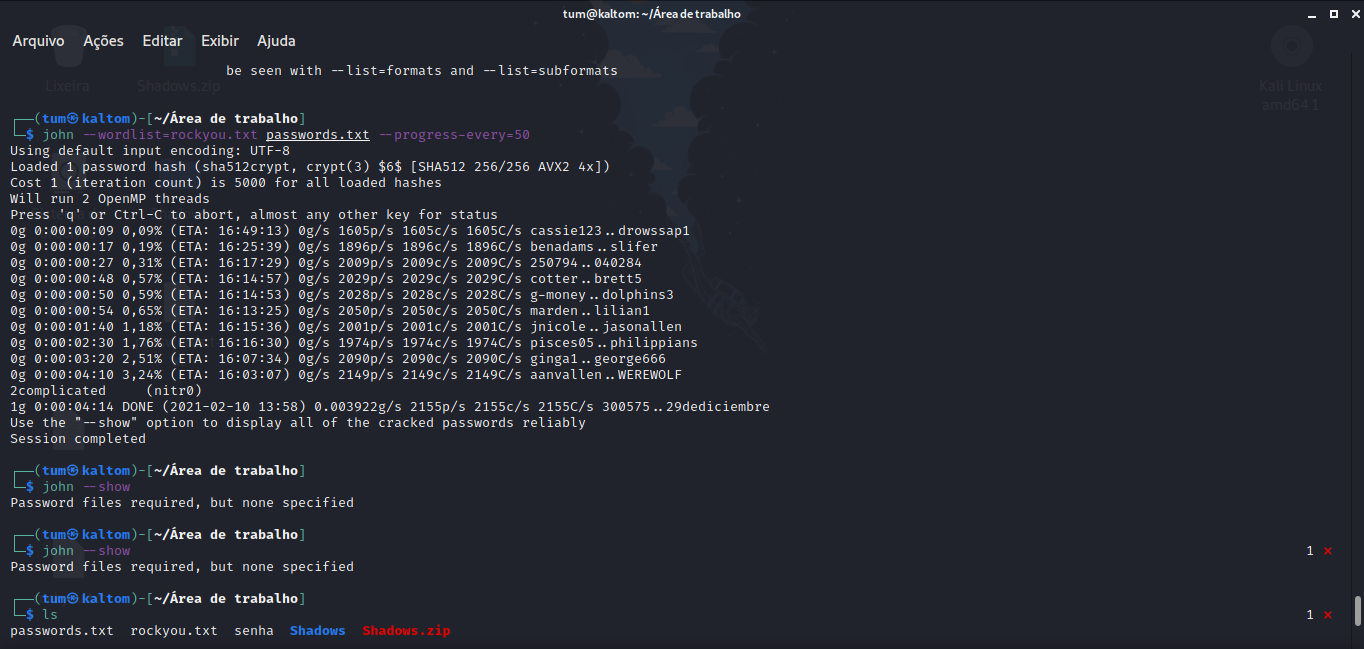 tum@kaltom: ~/Área de trabalho
Arquivo Ações Editar Exibir Ajuda
Lixeira
Shadows.zip
Kali Linux
amd64 1
be seen with --list=formats and --list=subformats
┌──(tum㉿kaltom)-[~/Área de trabalho]
└─$ john --wordlist=rockyou.txt passwords.txt --progress-every=50
Using default input encoding: UTF-8
Loaded 1 password hash (sha512crypt, crypt(3) $6$ [SHA512 256/256 AVX2 4x])
Cost 1 (iteration count) is 5000 for all loaded hashes
Will run 2 OpenMP threads
Press 'q' or Ctrl-C to abort, almost any other key for status
0g 0:00:00:09 0,09% (ETA: 16:49:13) 0g/s 1605p/s 1605c/s 1605C/s cassie123..drowssap1
0g 0:00:00:17 0,19% (ETA: 16:25:39) 0g/s 1896p/s 1896c/s 1896C/s benadams..slifer
0g 0:00:00:27 0,31% (ETA: 16:17:29) 0g/s 2009p/s 2009c/s 2009C/s 250794..040284
0g 0:00:00:48 0,57% (ETA: 16:14:57) 0g/s 2029p/s 2029c/s 2029C/s cotter..brett5
0g 0:00:00:50 0,59% (ETA: 16:14:53) 0g/s 2028p/s 2028c/s 2028C/s g-money..dolphins3
0g 0:00:00:54 0,65% (ETA: 16:13:25) 0g/s 2050p/s 2050c/s 2050C/s marden..lilian1
0g 0:00:01:40 1,18% (ETA: 16:15:36) 0g/s 2001p/s 2001c/s 2001C/s jnicole..jasonallen
0g 0:00:02:30 1,76% (ETA: 16:16:30) 0g/s 1974p/s 1974c/s 1974C/s pisces05..philippians
0g 0:00:03:20 2,51% (ETA: 16:07:34) 0g/s 2090p/s 2090c/s 2090C/s ginga1..george666
0g 0:00:04:10 3,24% (ETA: 16:03:07) 0g/s 2149p/s 2149c/s 2149C/s aanvallen..WEREWOLF
2complicated (nitr0)
1g 0:00:04:14 DONE (2021-02-10 13:58) 0.003922g/s 2155p/s 2155c/s 2155C/s 300575..29dediciembre
Use the "--show" option to display all of the cracked passwords reliably
Session completed
┌──(tum㉿kaltom)-[~/Área de trabalho]
└─$ john --show
Password files required, but none specified
┌──(tum㉿kaltom)-[~/Área de trabalho]
└─$ john --show 1 ⨯
Password files required, but none specified
┌──(tum㉿kaltom)-[~/Área de trabalho]
└─$ ls 1 ⨯
passwords.txt rockyou.txt senha Shadows Shadows.zip